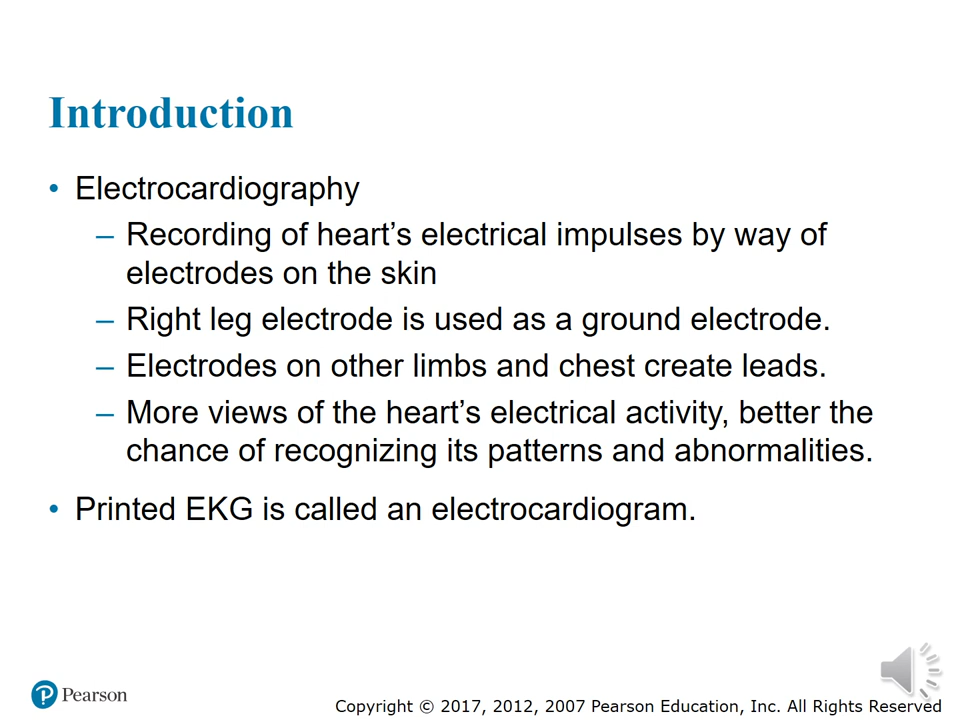 Introduction
• Electrocardiography
– Recording of heart’s electrical impulses by way of
electrodes on the skin
– Right leg electrode is used as a ground electrode.
– Electrodes on other limbs and chest create leads.
– More views of the heart’s electrical activity, better the
chance of recognizing its patterns and abnormalities.
• Printed EKG is called an electrocardiogram.
P Pearson
Copyright © 2017, 2012, 2007 Pearson Education, Inc. All Rights Reserved